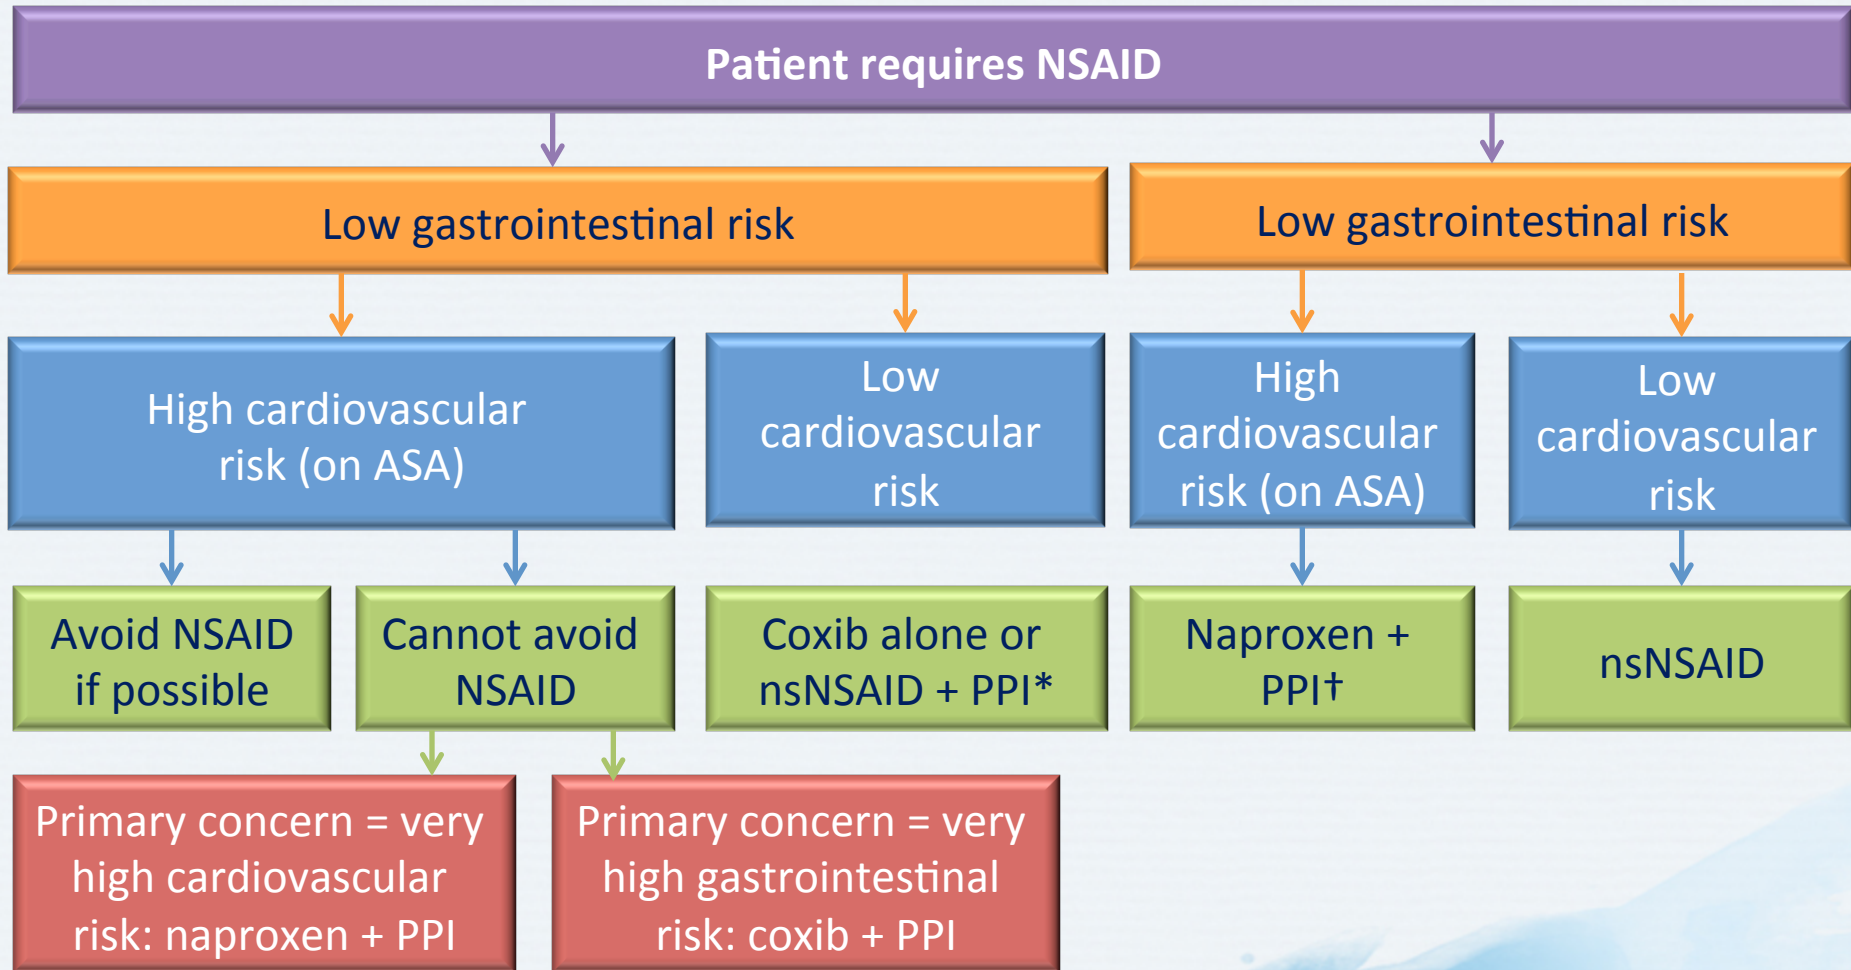 Patient requires NSAID
Low gastrointestinal risk
Low gastrointestinal risk
High cardiovascular
risk (on ASA)
Low
cardiovascular
risk
High
cardiovascular
risk (on ASA)
Low
cardiovascular
risk
Avoid NSAID
if possible
Cannot avoid
NSAID
Coxib alone or
nsNSAID + PPI*
Naproxen +
PPI†
nsNSAID
Primary concern = very
high cardiovascular
risk: naproxen + PPI
Primary concern = very
high gastrointestinal
risk: coxib + PPI